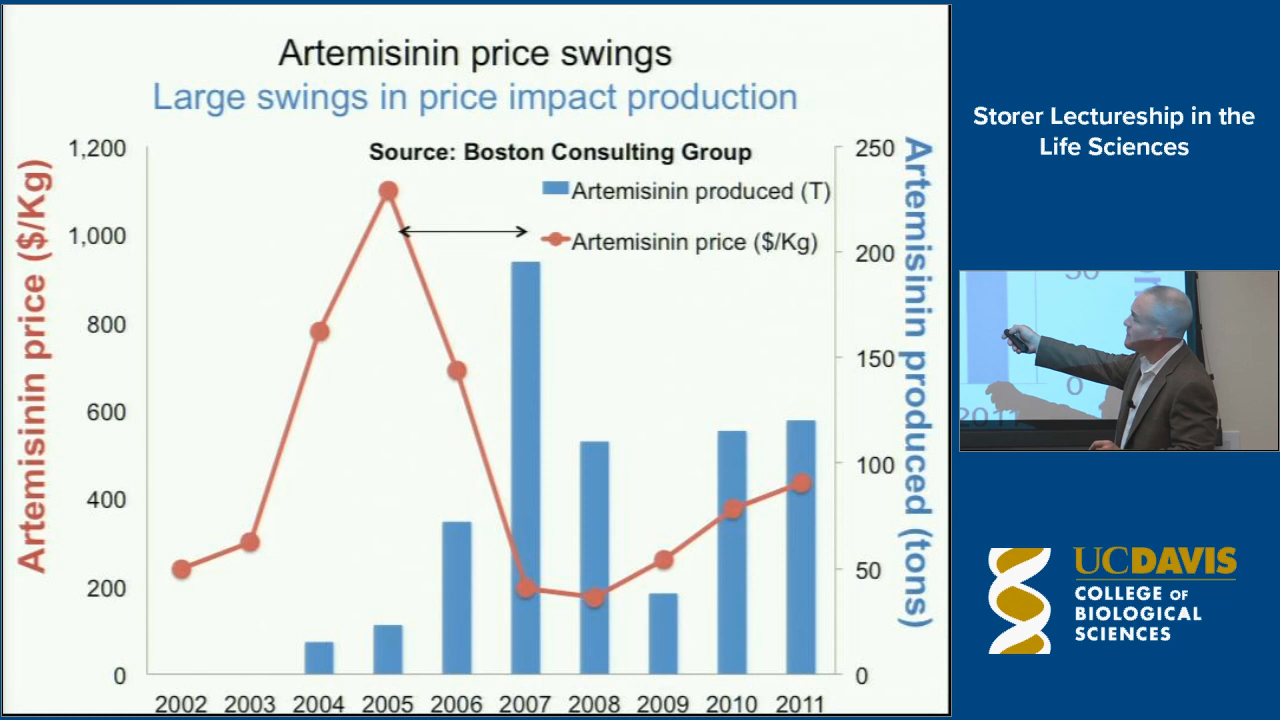 Artemisinin price swings
Large swings in price impact production
Source: Boston Consulting Group
Artemisinin produced (T)
Artemisinin price ($/Kg)
Artemisinin price ($/Kg)
1,200
1,000
800
600
400
200
0
250
200
150
100
50
0
Artemisinin produced (tons)
2002 2003 2004 2005 2006 2007 2008 2009 2010 2011
Storer Lectureship in the
Life Sciences
50
0
2011
UCDAVIS
COLLEGE OF
BIOLOGICAL
SCIENCES